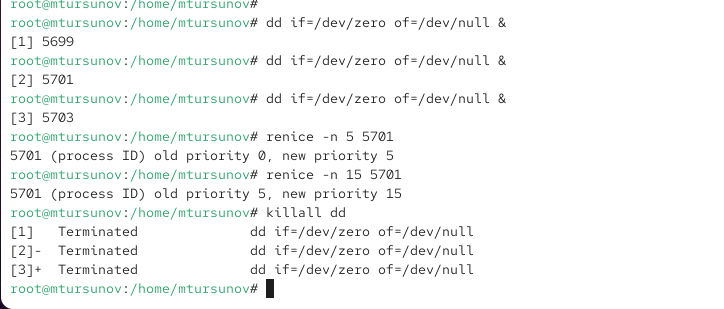 root@mtursunov:/home/mtursunov#
root@mtursunov:/home/mtursunov# dd if=/dev/zero of=/dev/null &
[1] 5699
root@mtursunov:/home/mtursunov# dd if=/dev/zero of=/dev/null &
[2] 5701
root@mtursunov:/home/mtursunov# dd if=/dev/zero of=/dev/null &
[3] 5703
root@mtursunov:/home/mtursunov# renice -n 5 5701
5701 (process ID) old priority 0, new priority 5
root@mtursunov:/home/mtursunov# renice -n 15 5701
5701 (process ID) old priority 5, new priority 15
root@mtursunov:/home/mtursunov# killall dd
[1]   Terminated              dd if=/dev/zero of=/dev/null
[2]-  Terminated              dd if=/dev/zero of=/dev/null
[3]+  Terminated              dd if=/dev/zero of=/dev/null
root@mtursunov:/home/mtursunov#